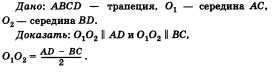 Дано: ABCD — трапеция, O₁ — середина AC,
O₂ — середина BD.
Доказать: O₁O₂ ∥ AD и O₁O₂ ∥ BC,
O₁O₂ = (AD − BC)/2.